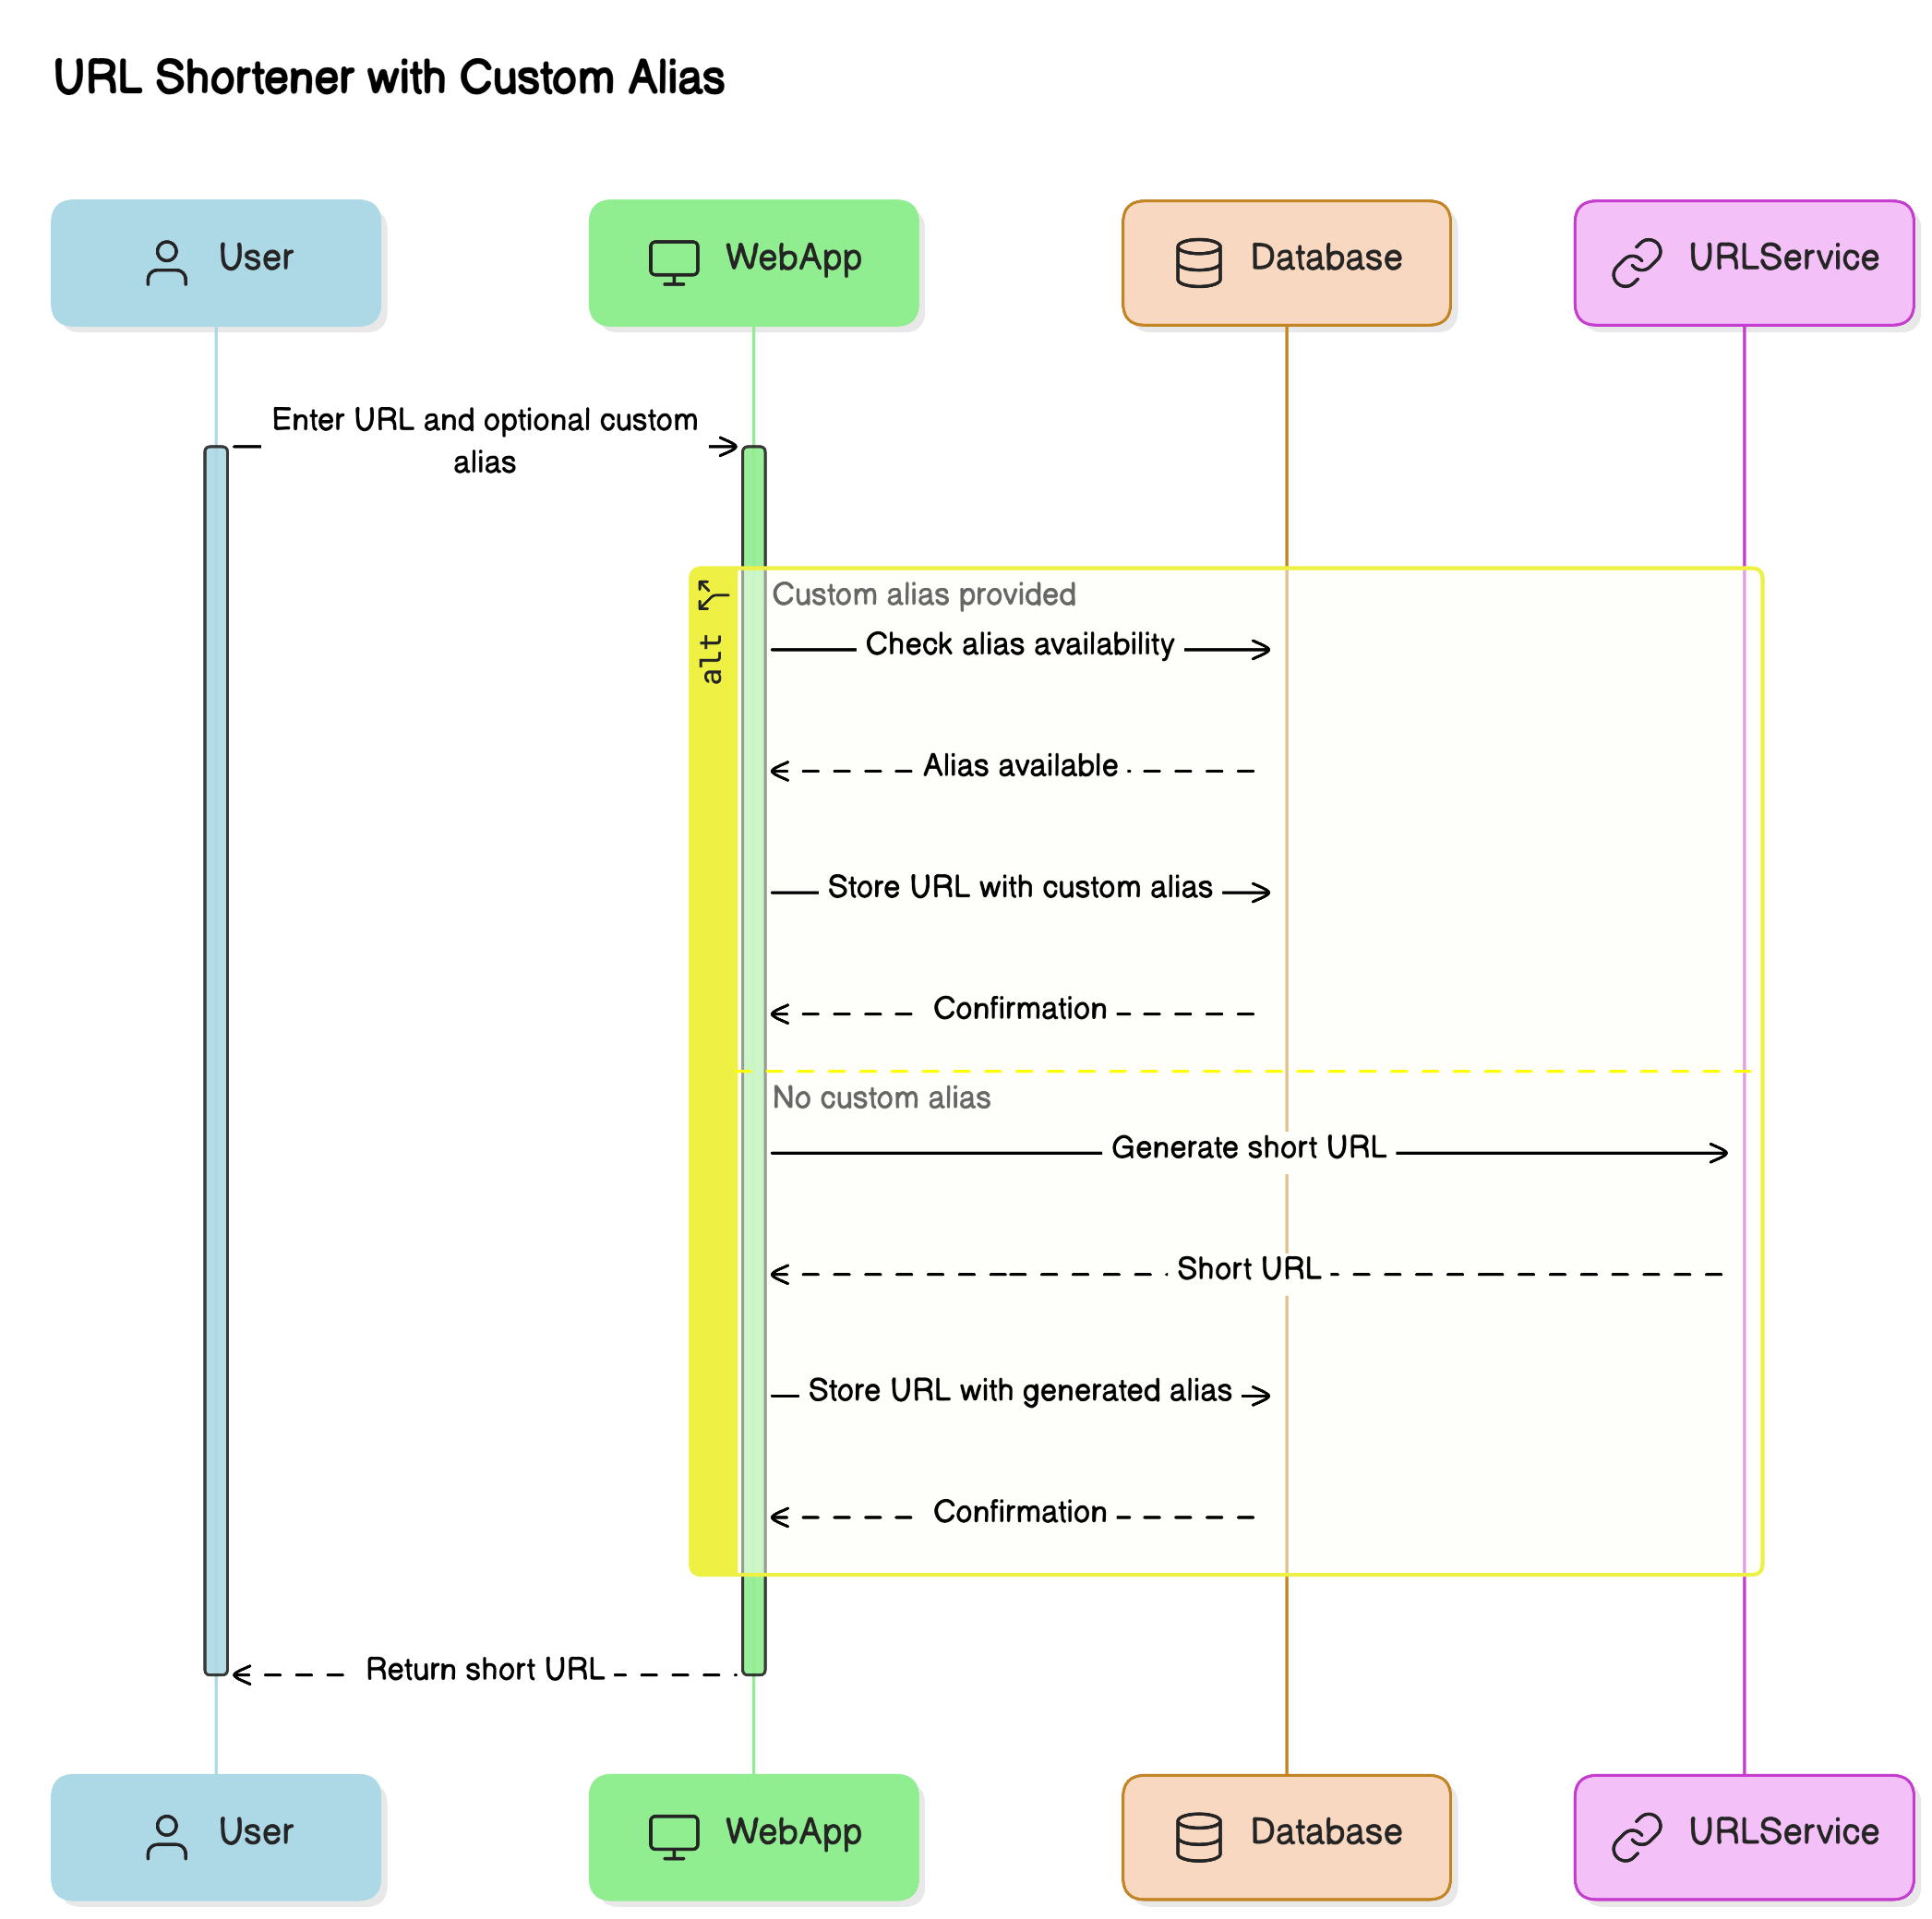 URL Shortener with Custom Alias
User
WebApp
Database
URLService
Enter URL and optional custom
alias
alt
Custom alias provided
Check alias availability
Alias available
Store URL with custom alias
Confirmation
No custom alias
Generate short URL
Short URL
Store URL with generated alias
Confirmation
Return short URL
User
WebApp
Database
URLService